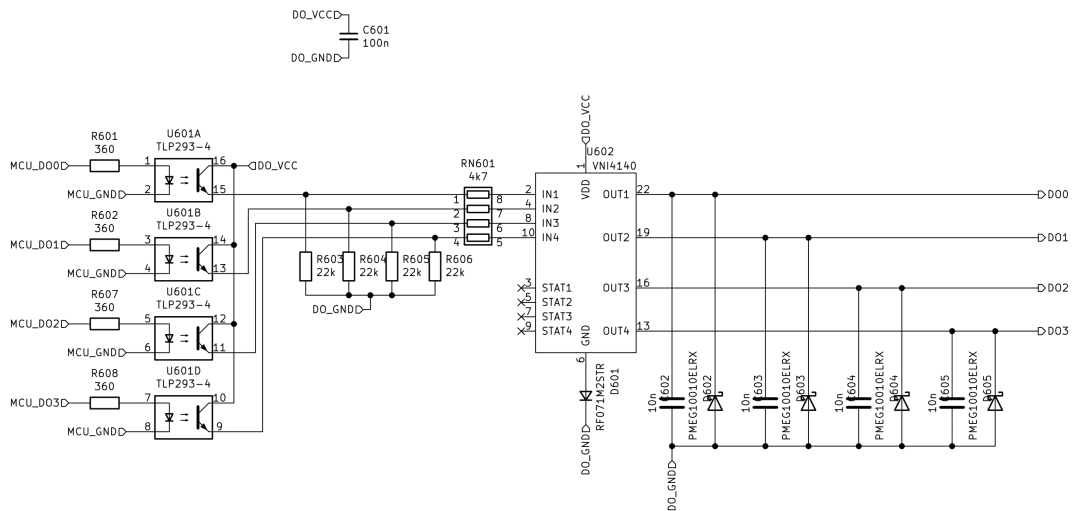 DO_VCC
C601
100n
DO_GND
U601A
TLP293-4
R601
360
MCU_DO0
1
16
DO_VCC
MCU_GND
2
15
U601B
TLP293-4
R602
360
MCU_DO1
3
14
MCU_GND
4
13
U601C
TLP293-4
R607
360
MCU_DO2
5
12
MCU_GND
6
11
U601D
TLP293-4
R608
360
MCU_DO3
7
10
MCU_GND
8
9
RN601
4k7
1
8
2
7
3
6
4
5
R603
22k
R604
22k
R605
22k
R606
22k
DO_GND
DO_VCC
U602
VNI4140
1
VDD
2
IN1
OUT1
22
DO0
4
IN2
8
IN3
10
IN4
OUT2
19
DO1
3
STAT1
OUT3
16
DO2
5
STAT2
7
STAT3
9
STAT4
OUT4
13
DO3
GND
6
RF071M2STR
D601
DO_GND
10n
C602
PMEG10010ELRX
D602
10n
C603
PMEG10010ELRX
D603
10n
C604
PMEG10010ELRX
D604
10n
C605
PMEG10010ELRX
D605
DO_GND